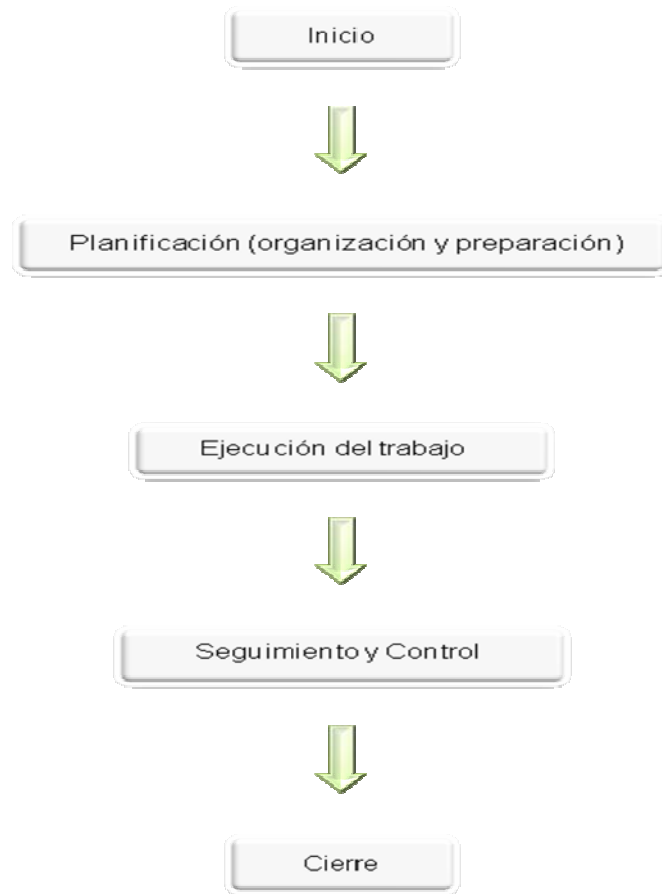 Inicio
Planificación (organización y preparación)
Ejecución del trabajo
Seguimiento y Control
Cierre